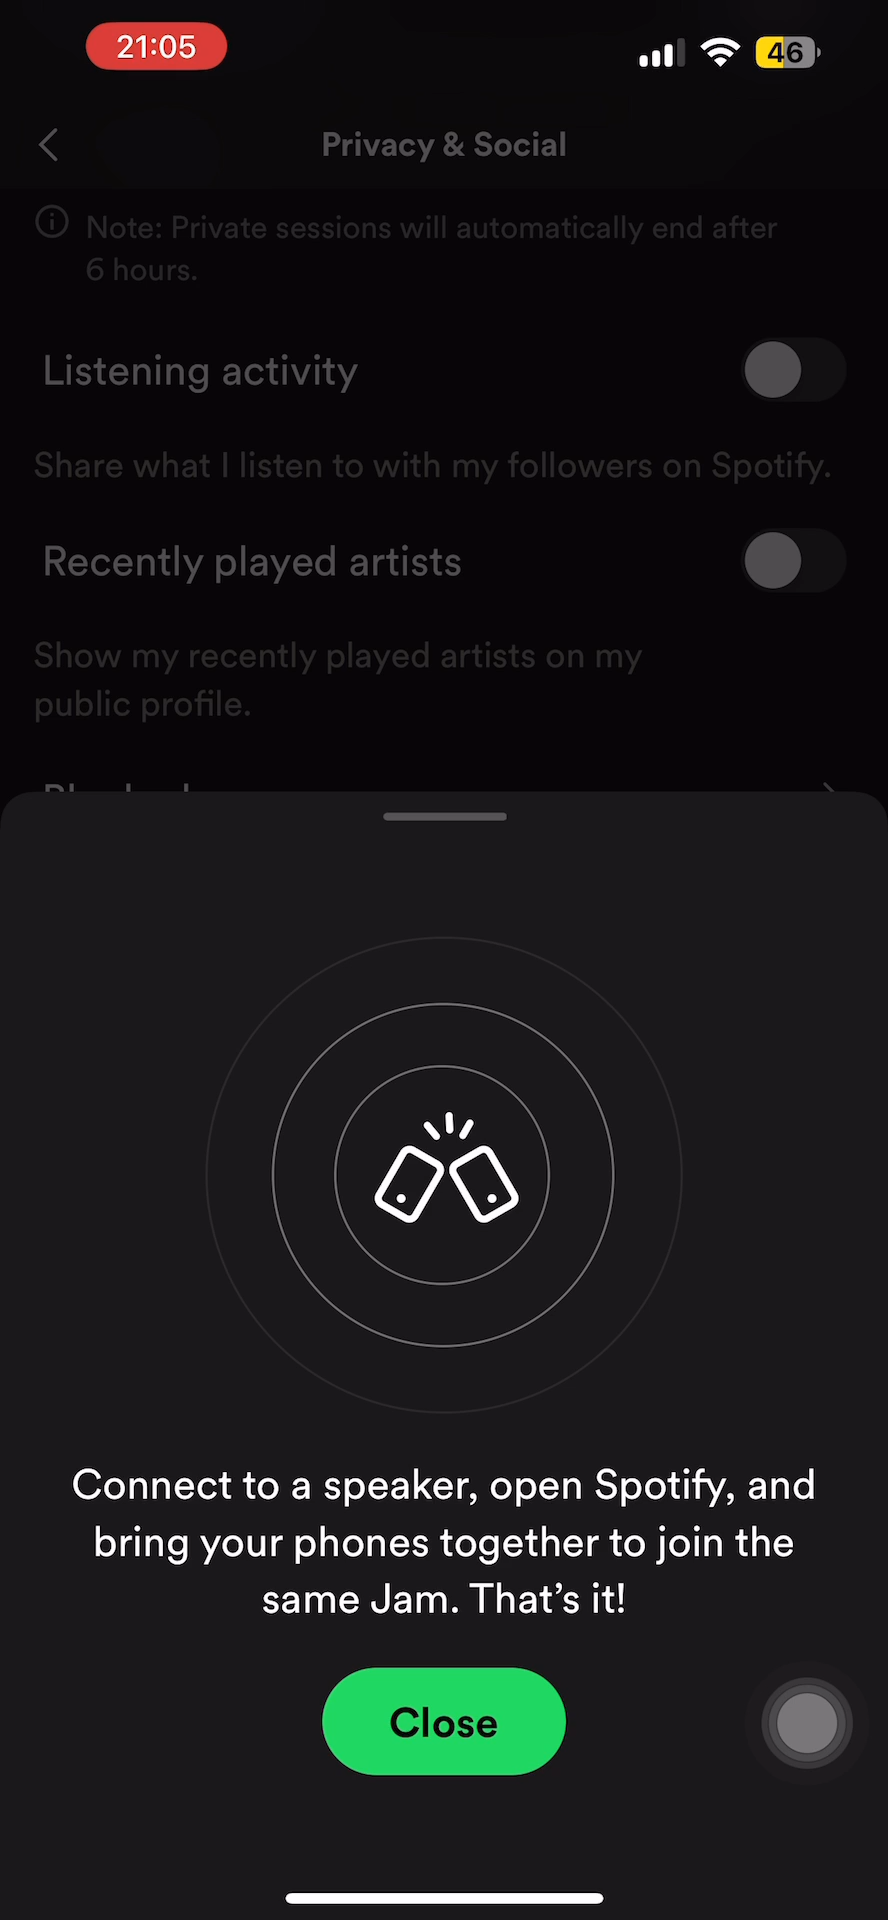 21:05
46
Privacy & Social
Note: Private sessions will automatically end after
6 hours.
Listening activity
Share what I listen to with my followers on Spotify.
Recently played artists
Show my recently played artists on my
public profile.
Connect to a speaker, open Spotify, and
bring your phones together to join the
same Jam. That’s it!
Close